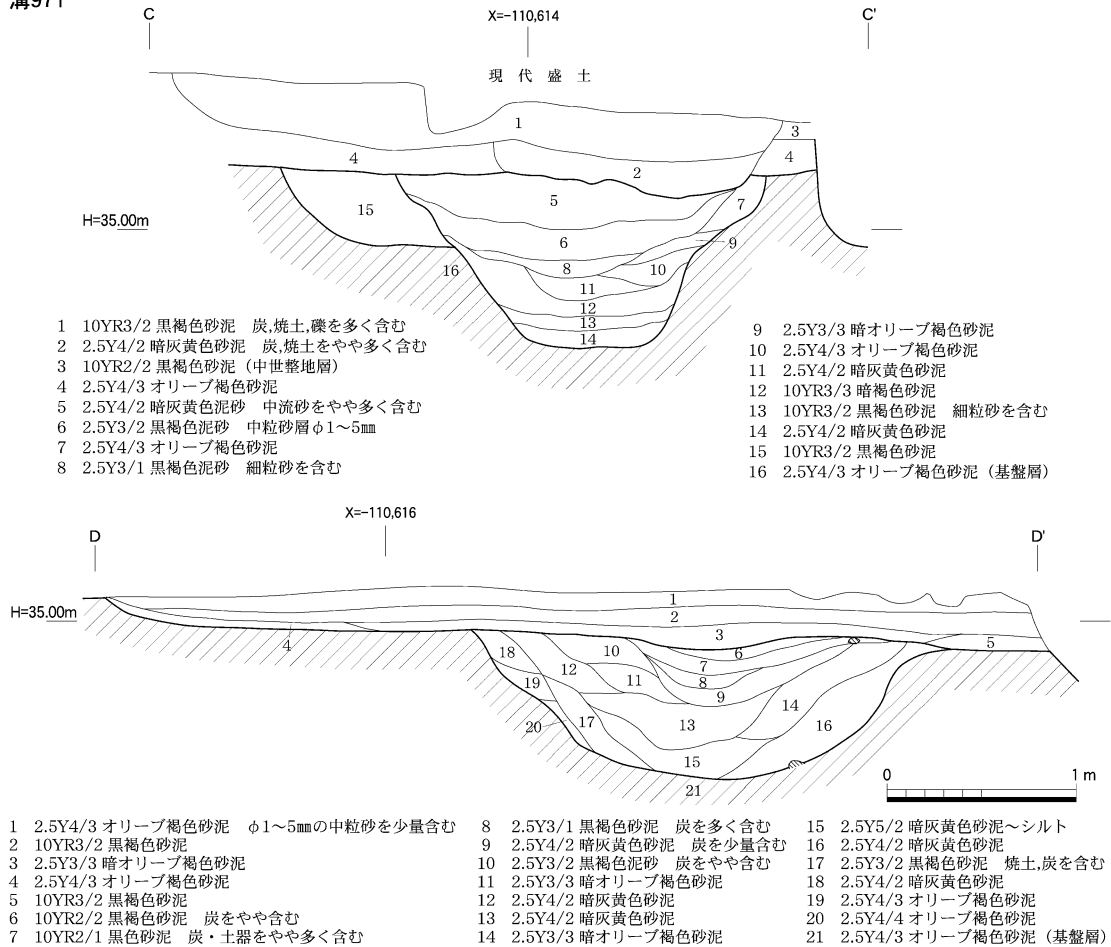 溝971
C
X=-110,614
C'
現代盛土
1
3
4
4
2
5
7
15
H=35.00m
6
9
8
10
16
11
12
13
14
1 10YR3/2 黒褐色砂泥 炭,焼土,礫を多く含む
2 2.5Y4/2 暗灰黄色砂泥 炭,焼土をやや多く含む
3 10YR2/2 黒褐色砂泥（中世整地層）
4 2.5Y4/3 オリーブ褐色砂泥
5 2.5Y4/2 暗灰黄色泥砂 中流砂をやや多く含む
6 2.5Y3/2 黒褐色泥砂 中粒砂層φ1～5㎜
7 2.5Y4/3 オリーブ褐色砂泥
8 2.5Y3/1 黒褐色泥砂 細粒砂を含む
9 2.5Y3/3 暗オリーブ褐色砂泥
10 2.5Y4/3 オリーブ褐色砂泥
11 2.5Y4/2 暗灰黄色砂泥
12 10YR3/3 暗褐色砂泥
13 10YR3/2 黒褐色砂泥 細粒砂を含む
14 2.5Y4/2 暗灰黄色砂泥
15 10YR3/2 黒褐色砂泥
16 2.5Y4/3 オリーブ褐色砂泥（基盤層）
X=-110,616
D
D'
H=35.00m
1
2
3
4
5
6
18
10
12
7
8
11
19
9
14
20
17
13
16
15
21
0 1 m
1 2.5Y4/3 オリーブ褐色砂泥 φ1～5㎜の中粒砂を少量含む
2 10YR3/2 黒褐色砂泥
3 2.5Y3/3 暗オリーブ褐色砂泥
4 2.5Y4/3 オリーブ褐色砂泥
5 10YR3/2 黒褐色砂泥
6 10YR2/2 黒褐色砂泥 炭をやや含む
7 10YR2/1 黒色砂泥 炭・土器をやや多く含む
8 2.5Y3/1 黒褐色砂泥 炭を多く含む
9 2.5Y4/2 暗灰黄色砂泥 炭を少量含む
10 2.5Y3/2 黒褐色泥砂 炭をやや含む
11 2.5Y3/3 暗オリーブ褐色砂泥
12 2.5Y4/2 暗灰黄色砂泥
13 2.5Y4/2 暗灰黄色砂泥
14 2.5Y3/3 暗オリーブ褐色砂泥
15 2.5Y5/2 暗灰黄色砂泥～シルト
16 2.5Y4/2 暗灰黄色砂泥
17 2.5Y3/2 黒褐色砂泥 焼土,炭を含む
18 2.5Y4/2 暗灰黄色砂泥
19 2.5Y4/3 オリーブ褐色砂泥
20 2.5Y4/4 オリーブ褐色砂泥
21 2.5Y4/3 オリーブ褐色砂泥（基盤層）